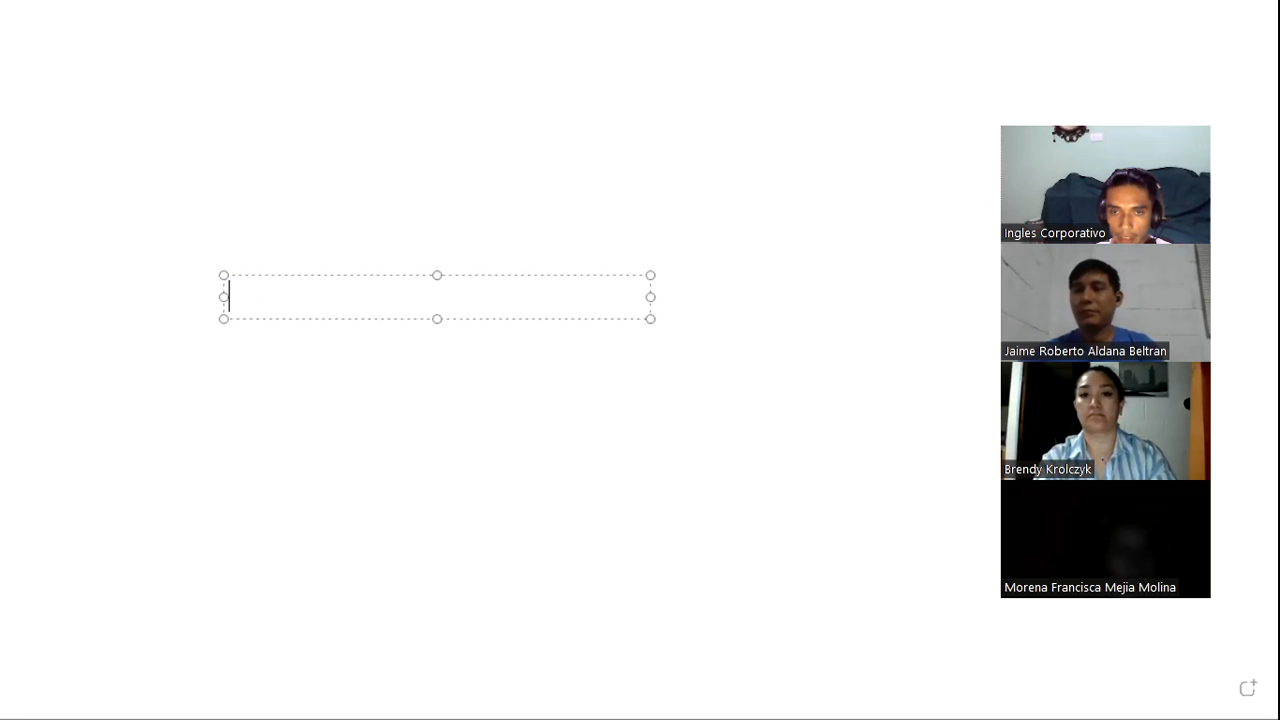 Ingles Corporativo
Jaime Roberto Aldana Beltran
Brendy Krolczyk
Morena Francisca Mejia Molina